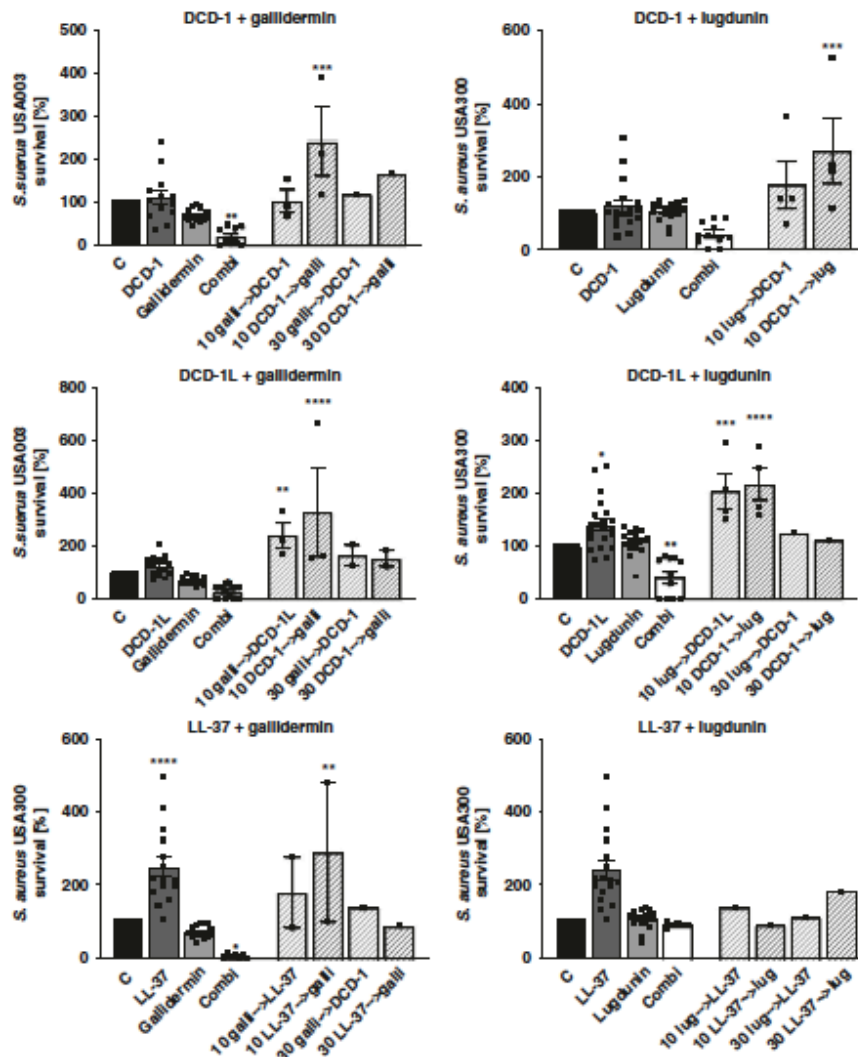 DCD-1 + gallidermin
S.suerua USA003
survival [%]
500
400
300
200
100
0
**
***
C
DCD-1
Gallidermin
Combi
10 galli-->DCD-1
10 DCD-1-->galli
30 galli-->DCD-1
30 DCD-1-->galli
DCD-1 + lugdunin
S. aureus USA300
survival [%]
600
400
200
0
***
C
DCD-1
Lugdunin
Combi
10 lug-->DCD-1
10 DCD-1-->lug
DCD-1L + gallidermin
S.suerua USA003
survival [%]
800
600
400
200
0
**
****
C
DCD-1L
Gallidermin
Combi
10 galli-->DCD-1L
10 DCD-1-->galli
30 galli-->DCD-1
30 DCD-1-->galli
DCD-1L + lugdunin
S. aureus USA300
survival [%]
400
300
200
100
0
*
**
***
****
C
DCD-1L
Lugdunin
Combi
10 lug-->DCD-1L
10 DCD-1-->lug
30 lug-->DCD-1
30 DCD-1-->lug
LL-37 + gallidermin
S. aureus USA300
survival [%]
600
400
200
0
****
*
**
C
LL-37
Gallidermin
Combi
10 galli-->LL-37
10 LL-37-->galli
30 galli-->DCD-1
30 LL-37-->galli
LL-37 + lugdunin
S. aureus USA300
survival [%]
600
400
200
0
C
LL-37
Lugdunin
Combi
10 lug-->LL-37
10 LL-37-->lug
30 lug-->LL-37
30 LL-37-->lug